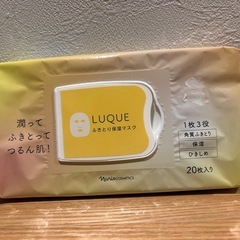 潤って
ふきとって
つるん肌!
LUQUE
ふきとり保湿マスク
1枚3役
角質ふきとり
保湿
ひきしめ
20枚入り
Nariscosmetics